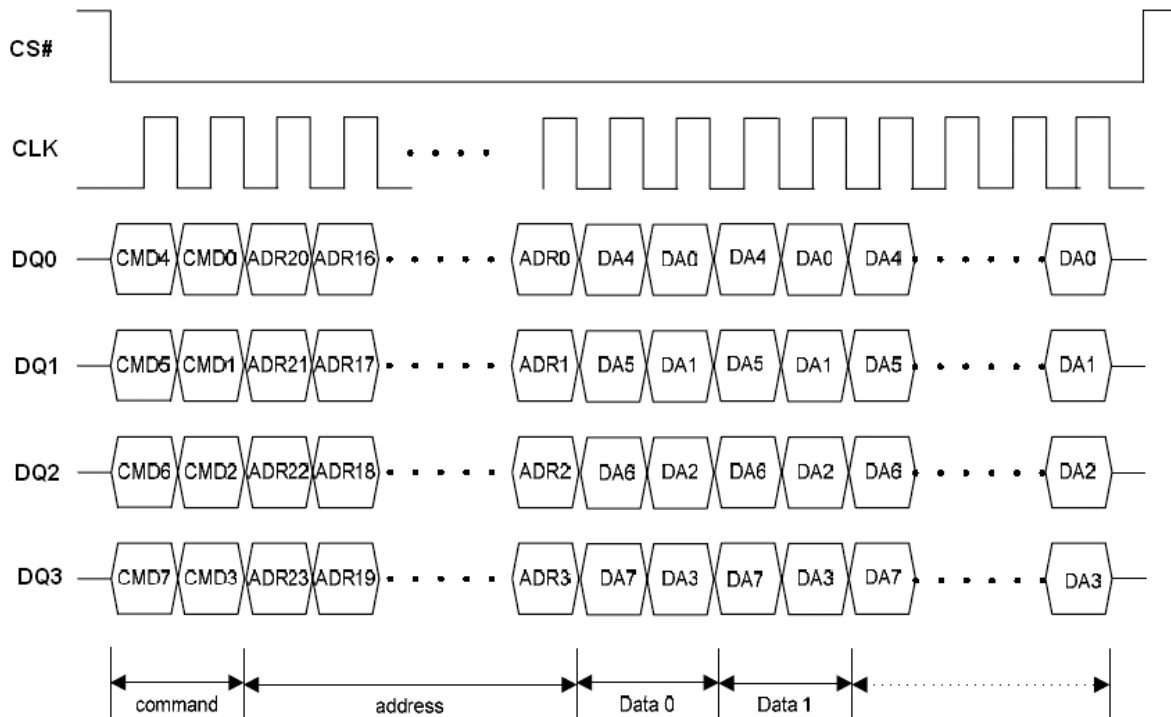 CS#
CLK
DQ0 CMD4 CMD0 ADR20 ADR16 ADR0 DA4 DA0 DA4 DA0 DA4 DA0
DQ1 CMD5 CMD1 ADR21 ADR17 ADR1 DA5 DA1 DA5 DA1 DA5 DA1
DQ2 CMD6 CMD2 ADR22 ADR18 ADR2 DA6 DA2 DA6 DA2 DA6 DA2
DQ3 CMD7 CMD3 ADR23 ADR19 ADR3 DA7 DA3 DA7 DA3 DA7 DA3
command address Data 0 Data 1